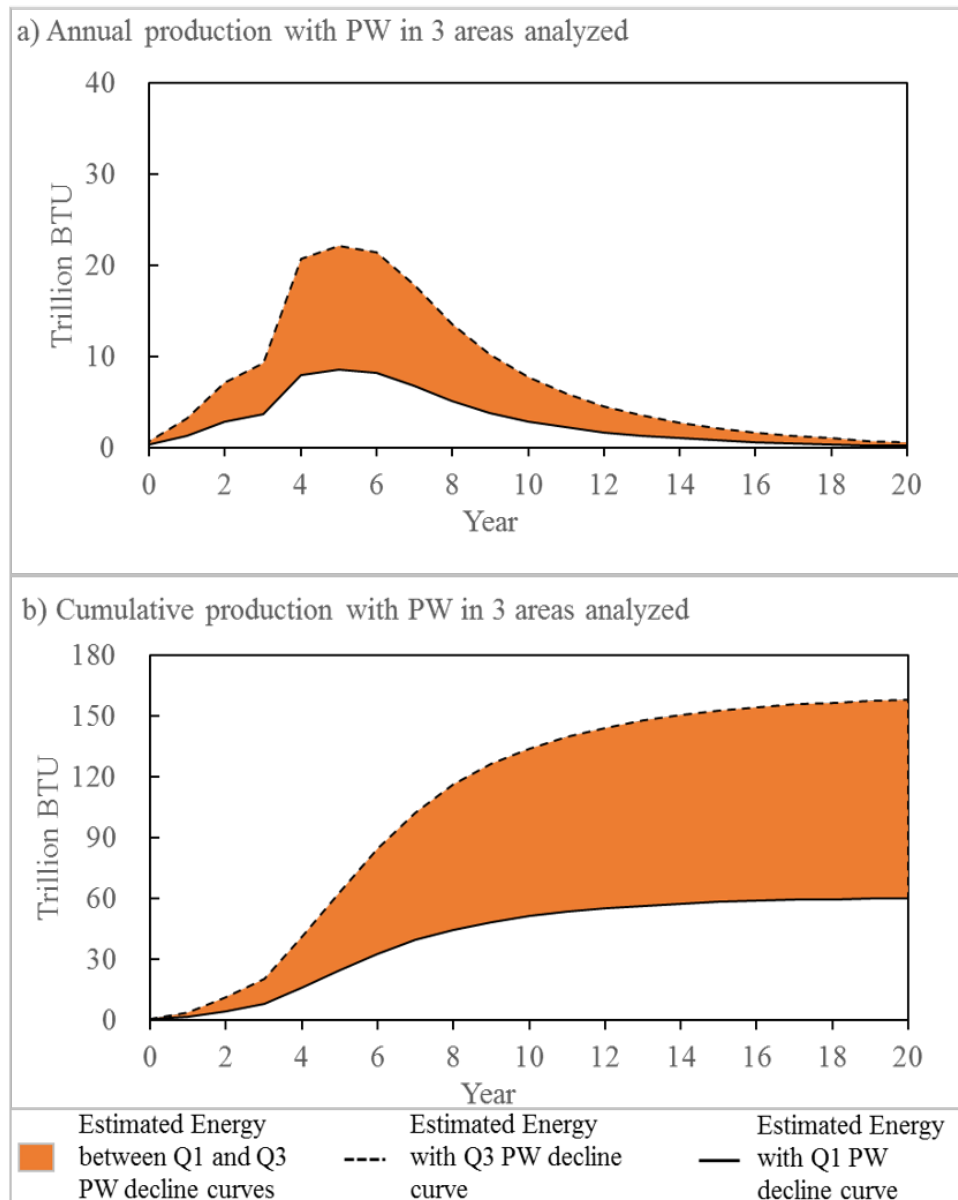 a) Annual production with PW in 3 areas analyzed
40
30
20
10
0
Trillion BTU
0 2 4 6 8 10 12 14 16 18 20
Year
b) Cumulative production with PW in 3 areas analyzed
180
150
120
90
60
30
0
Trillion BTU
0 2 4 6 8 10 12 14 16 18 20
Year
Estimated Energy
between Q1 and Q3
PW decline curves
Estimated Energy
with Q3 PW decline
curve
Estimated Energy
with Q1 PW
decline curve